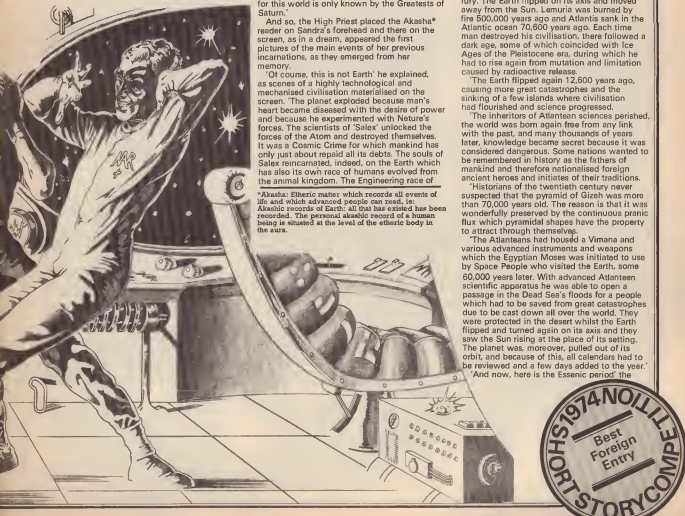 for this world is only known by the Greatests of
Saturn.'
And so, the High Priest placed the Akasha*
reader on Sandra's forehead and there on the
screen, as in a dream, appeared the first
pictures of the main events of her previous
incarnations, as they emerged from her
memory.
'Of course, this is not Earth' he explained,
as scenes of a highly technological and
mechanised civilisation materialised on the
screen. 'The planet exploded because man's
heart became diseased with the desire of power
and because he experimented with Neture's
forces. The scientists of 'Salex' unlocked the
forces of the Atom and destroyed themselves.
It was a Cosmic Crime for which mankind has
only just about repaid all its debts. The souls of
Salex reincarnated, indeed, on the Earth which
has also its own race of humans evolved from
the animal kingdom. The Engineering race of
*Akasha: Etheric matter which records all events of
life and which advanced people can read, ie:
Akashic records of Earth: all that has existed has been
recorded. The personal akashic record of a human
being is situated at the level of the etheric body in
the aura.
fury. The Earth flipped on its axis and moved
away from the Sun. Lemuria was burned by
fire 500,000 years ago and Atlantis sank in the
Atlantic ocean 70,600 years ago. Each time
man destroyed his civilisation, there followed a
dark age, some of which coincided with Ice
Ages of the Pleistocene era, during which he
had to rise again from mutation and limitation
caused by radioactive release.
'The Earth flipped again 12,600 years ago,
causing more great catastrophes and the
sinking of a few islands where civilisation
had flourished and science progressed.
'The inheritors of Atlantean sciences perished,
the world was born again free from any link
with the past, and many thousands of years
later, knowledge became secret because it was
considered dangerous. Some nations wanted to
be remembered in history as the fathers of
mankind and therefore nationalised foreign
ancient heroes and initiates of their traditions.
'Historians of the twentieth century never
suspected that the pyramid of Gizeh was more
than 70,000 years old. The reason is that it was
wonderfully preserved by the continuous pranic
flux which pyramidal shapes have the property
to attract through themselves.
'The Atlanteans had housed a Vimana and
various advanced instruments and weapons
which the Egyptian Moses was initiated to use
by Space People who visited the Earth, some
60,000 years later. With advanced Atlanteen
scientific apparatus he was able to open a
passage in the Dead Sea's floods for a people
which had to be saved from great catastrophes
due to be cast down all over the world. They
were protected in the desert whilst the Earth
flipped and turned again on its axis and they
saw the Sun rising at the place of its setting.
The planet was, moreover, pulled out of its
orbit, and because of this, all calendars had to
be reviewed and a few days added to the year.'
'And now, here is the Essenic period' the
SHORT STORY COMPETITION 1974
Best
Foreign
Entry